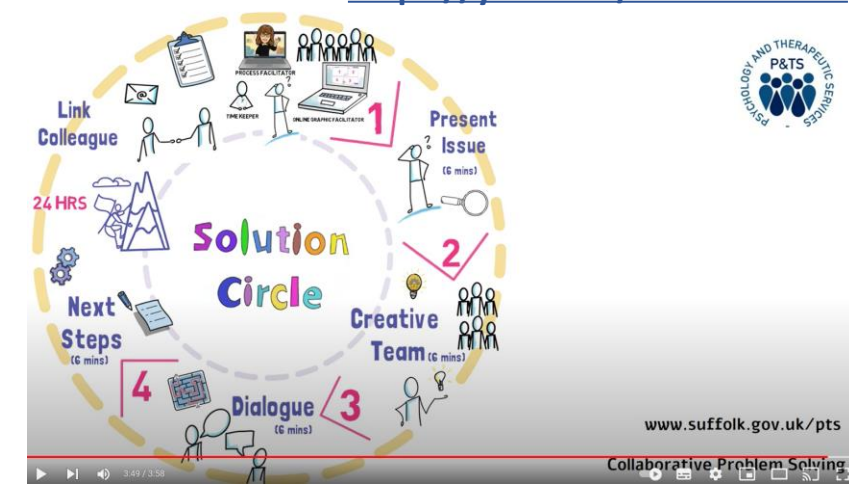 PSYCHOLOGY AND THERAPEUTIC SERVICES
P&TS
PROCESS FACILITATOR
TIME KEEPER
ONLINE GRAPHIC FACILITATOR
1
Present
Issue
(6 mins)
2
Creative
Team (6 mins)
3
Dialogue
(6 mins)
4
Next
Steps
(6 mins)
24 HRS
Link
Colleague
Solution
Circle
www.suffolk.gov.uk/pts
Collaborative Problem Solving
3:49 / 3:58